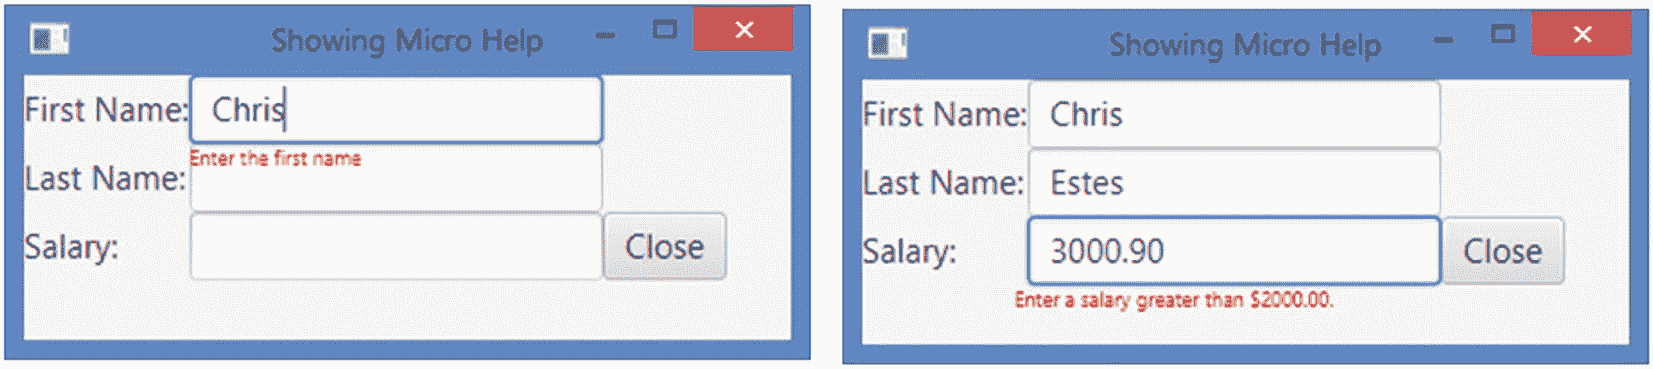 Showing Micro Help
First Name: Chris
Enter the first name
Last Name:
Salary: Close
Showing Micro Help
First Name: Chris
Last Name: Estes
Salary: 3000.90 Close
Enter a salary greater than $2000.00.